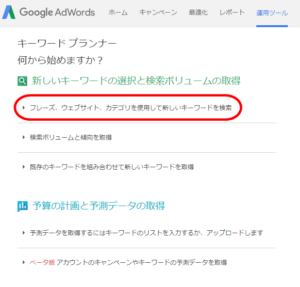 Google AdWords ホーム キャンペーン 最適化 レポート 運用ツール
キーワード プランナー
何から始めますか？
新しいキーワードの選択と検索ボリュームの取得
フレーズ、ウェブサイト、カテゴリを使用して新しいキーワードを検索
検索ボリュームと傾向を取得
既存のキーワードを組み合わせて新しいキーワードを取得
予算の計画と予測データの取得
予測データを取得するにはキーワードのリストを入力するか、アップロードします
ベータ版 アカウントのキャンペーンやキーワードの予測データを取得